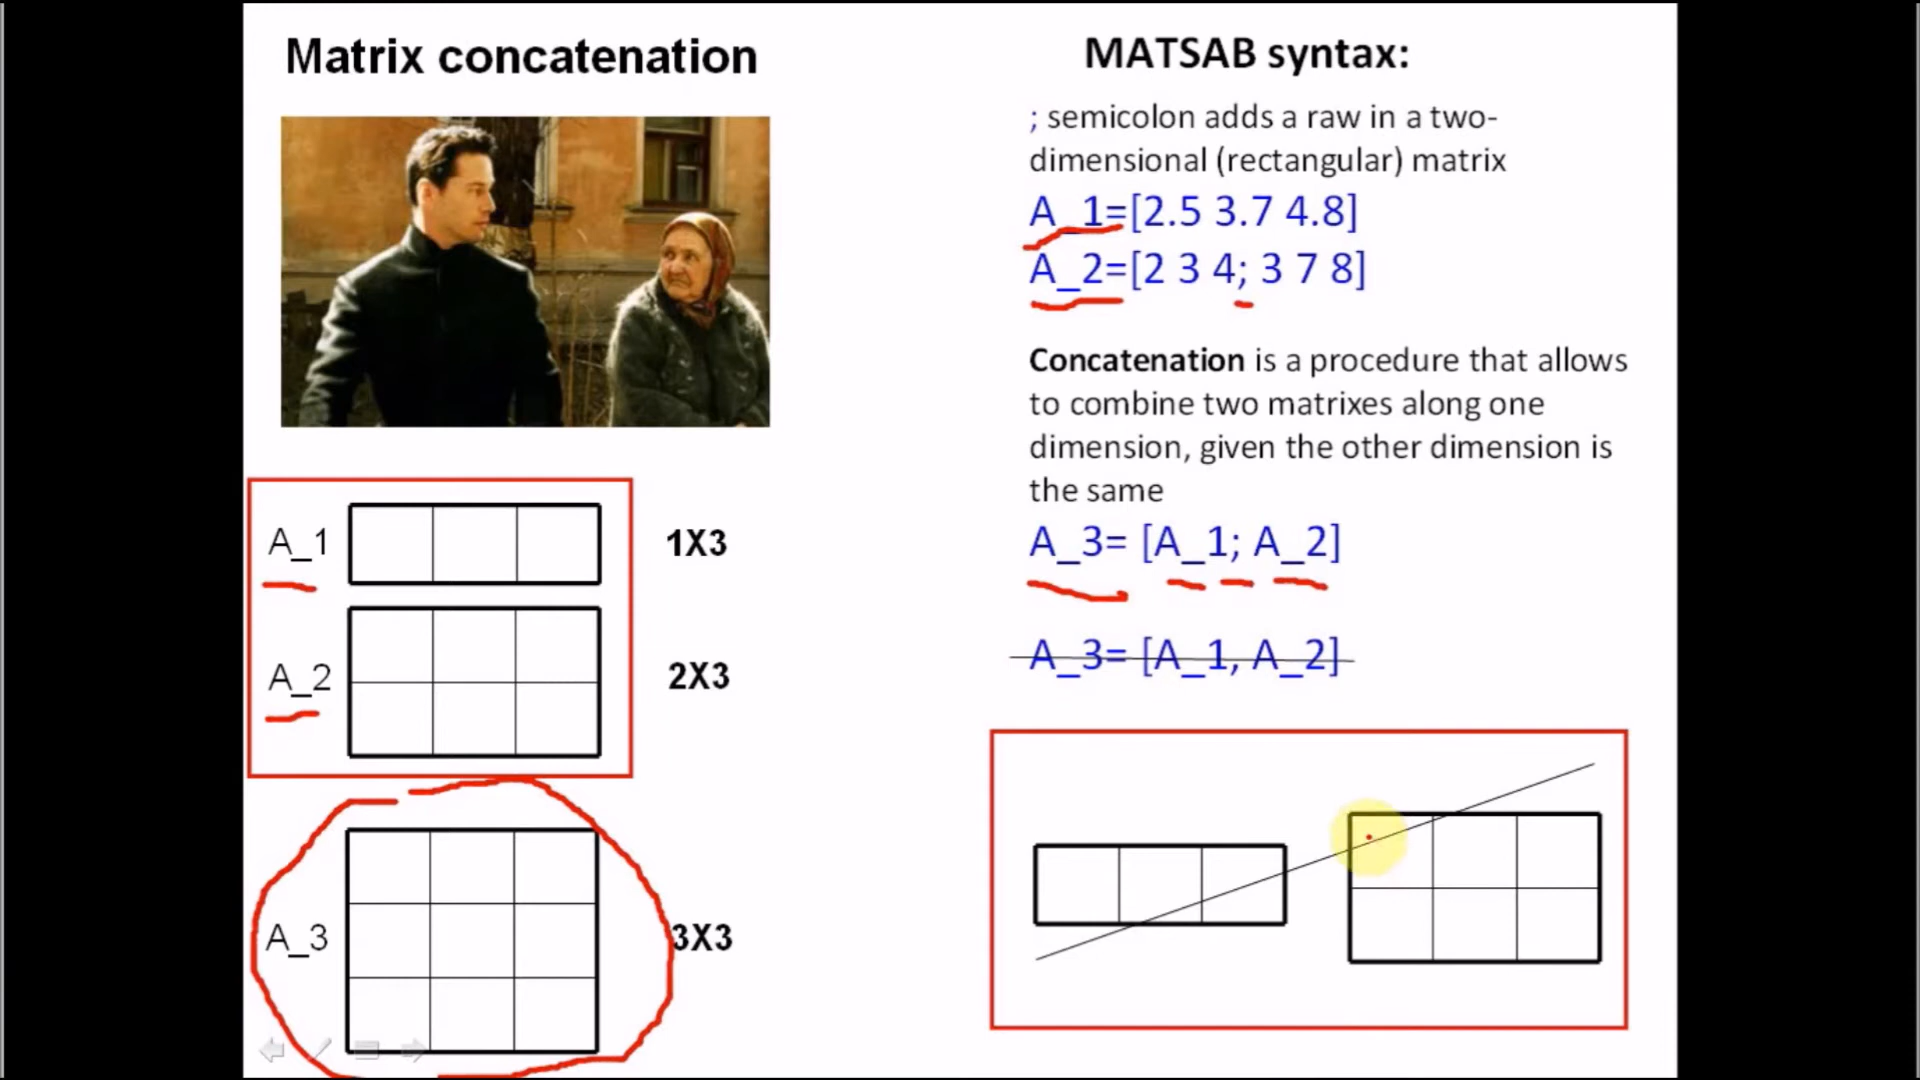 Matrix concatenation
A_1
1X3
A_2
2X3
A_3
3X3
MATSAB syntax:
; semicolon adds a raw in a two-
dimensional (rectangular) matrix
A_1=[2.5 3.7 4.8]
A_2=[2 3 4; 3 7 8]
Concatenation is a procedure that allows
to combine two matrixes along one
dimension, given the other dimension is
the same
A_3= [A_1; A_2]
A_3= [A_1, A_2]